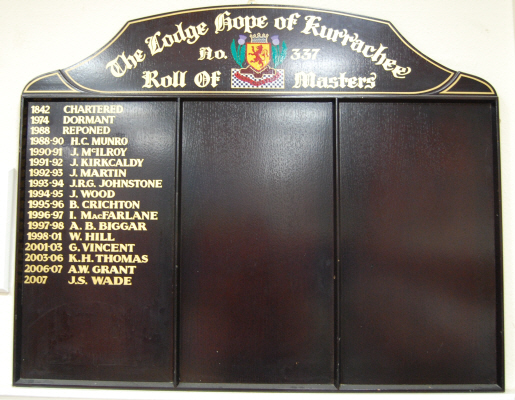 The Lodge Hope of Kurrachee
No. 337
Roll Of Masters
1842 CHARTERED
1974 DORMANT
1988 REPONED
1988-90 H.C. MUNRO
1990-91 J. McILROY
1991-92 J. KIRKCALDY
1992-93 J. MARTIN
1993-94 J.R.G. JOHNSTONE
1994-95 J. WOOD
1995-96 B. CRICHTON
1996-97 I. MacFARLANE
1997-98 A. B. BIGGAR
1998-01 W. HILL
2001-03 G. VINCENT
2003-06 K.H. THOMAS
2006-07 A.W. GRANT
2007 J.S. WADE